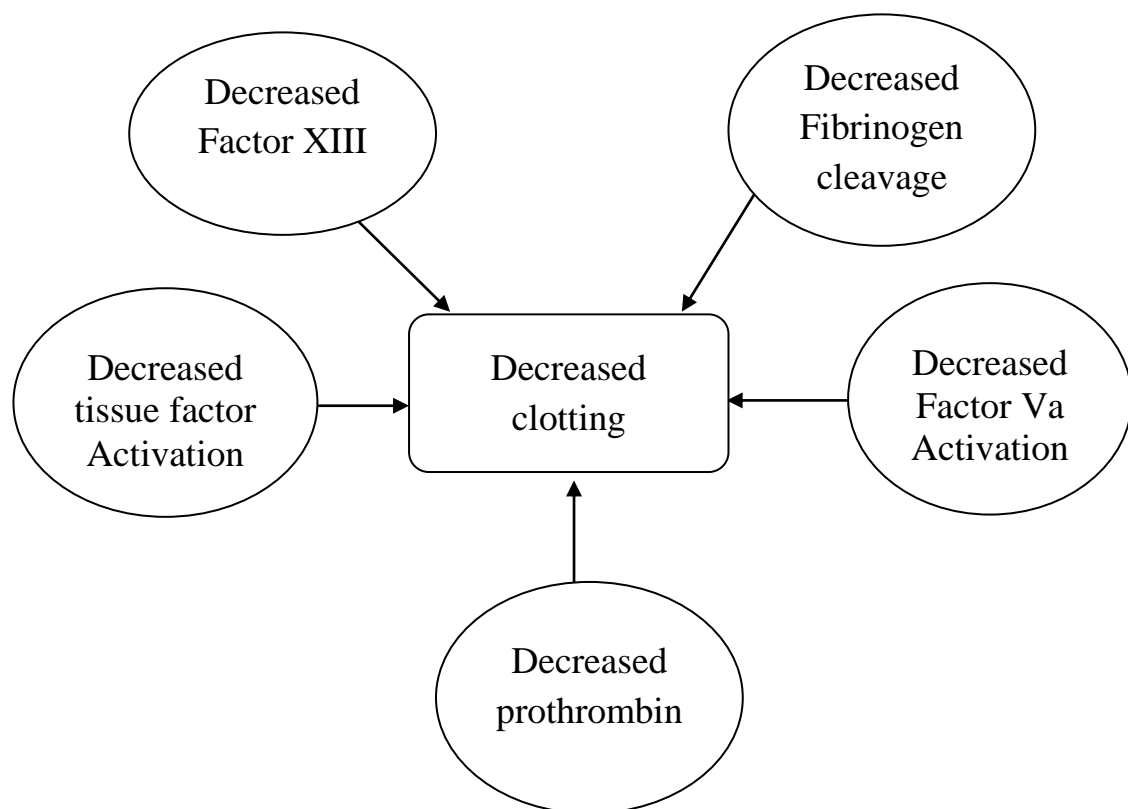 Decreased
Factor XIII
Decreased
Fibrinogen
cleavage
Decreased
tissue factor
Activation
Decreased
clotting
Decreased
Factor Va
Activation
Decreased
prothrombin